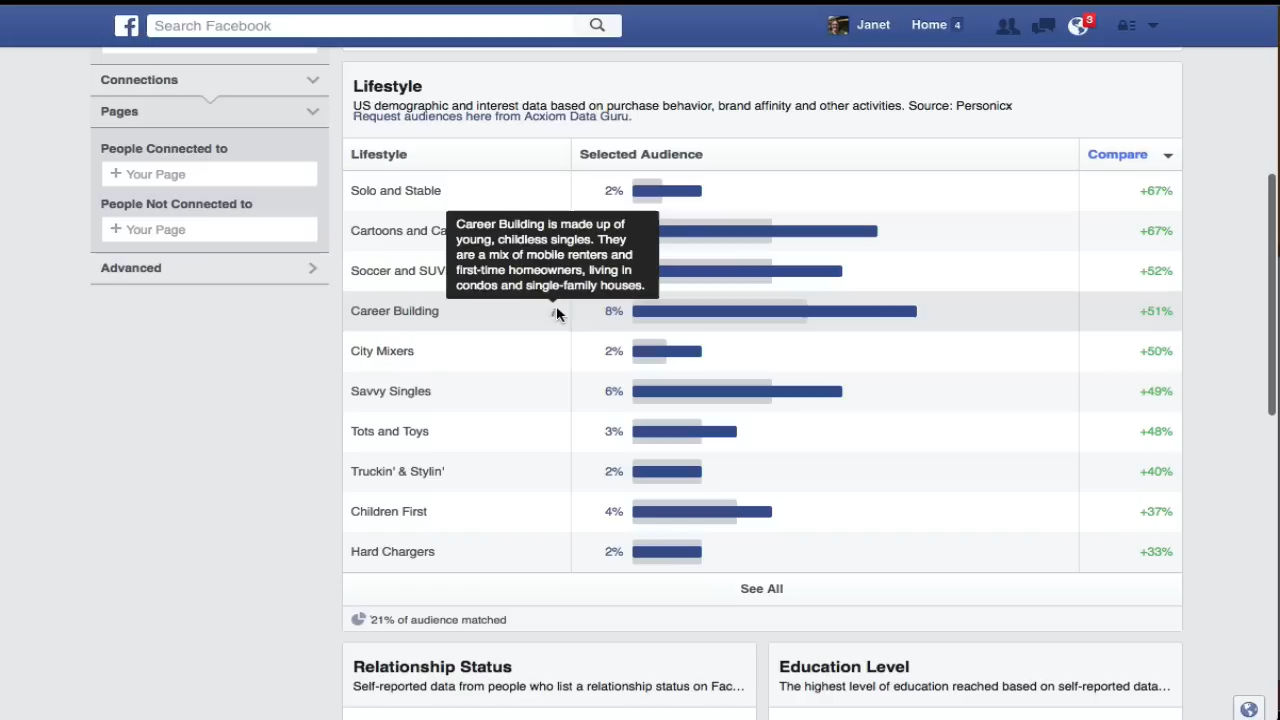 Search Facebook
Janet
Home 4
3
Connections
Pages
People Connected to
+ Your Page
People Not Connected to
+ Your Page
Advanced
Lifestyle
US demographic and interest data based on purchase behavior, brand affinity and other activities. Source: Personicx
Request audiences here from Acxiom Data Guru.
Lifestyle Selected Audience Compare
Solo and Stable 2% +67%
Cartoons and Ca +67%
Soccer and SUV +52%
Career Building is made up of
young, childless singles. They
are a mix of mobile renters and
first-time homeowners, living in
condos and single-family houses.
Career Building 8% +51%
City Mixers 2% +50%
Savvy Singles 6% +49%
Tots and Toys 3% +48%
Truckin' & Stylin' 2% +40%
Children First 4% +37%
Hard Chargers 2% +33%
See All
21% of audience matched
Relationship Status
Self-reported data from people who list a relationship status on Fac...
Education Level
The highest level of education reached based on self-reported data...